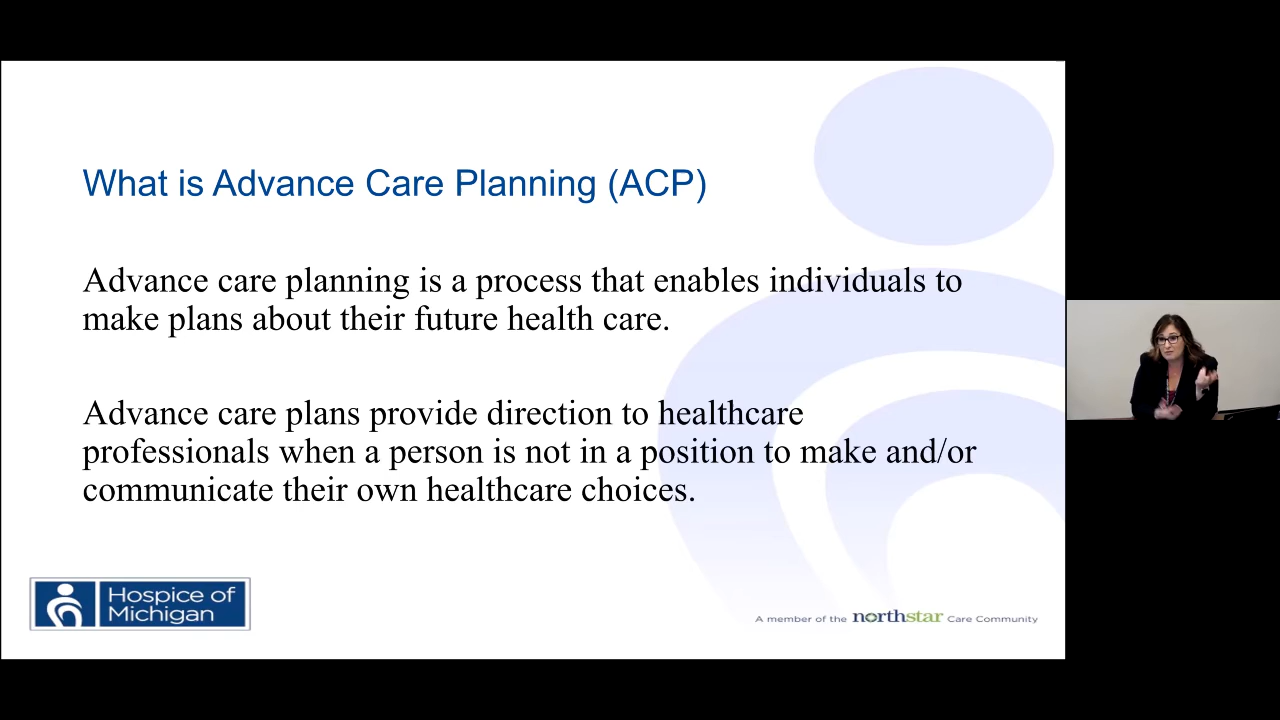 What is Advance Care Planning (ACP)
Advance care planning is a process that enables individuals to
make plans about their future health care.
Advance care plans provide direction to healthcare
professionals when a person is not in a position to make and/or
communicate their own healthcare choices.
Hospice of
Michigan
A member of the northstar Care Community